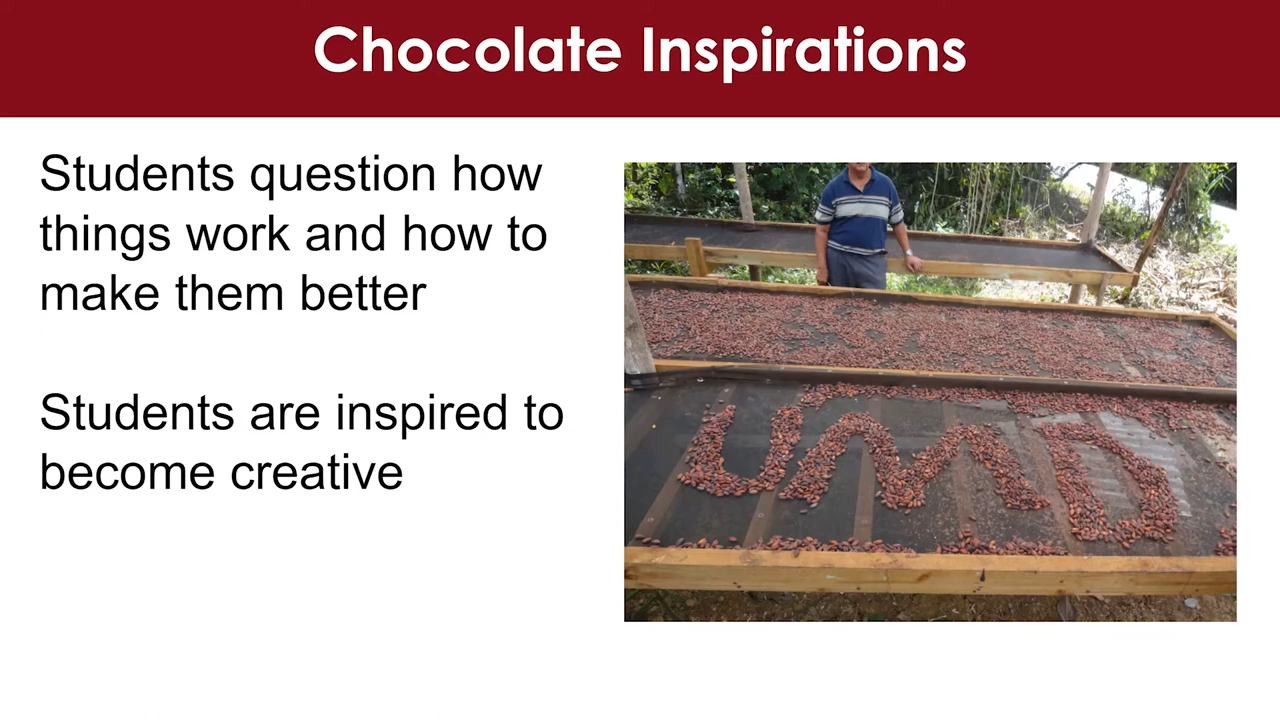 Chocolate Inspirations
Students question how
things work and how to
make them better
Students are inspired to
become creative
UMD